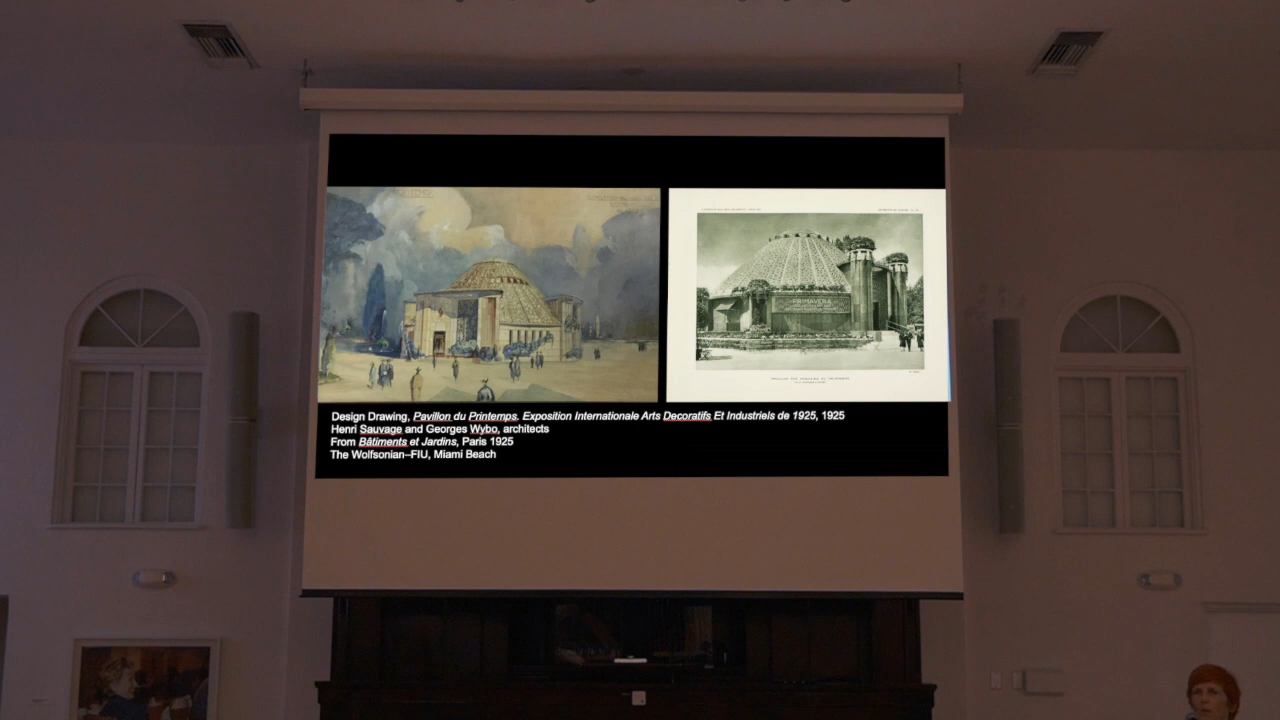 PRIMAVERA
Design Drawing, Pavillon du Printemps. Exposition Internationale Arts Decoratifs Et Industriels de 1925, 1925
Henri Sauvage and Georges Wybo, architects
From Bâtiments et Jardins, Paris 1925
The Wolfsonian–FIU, Miami Beach